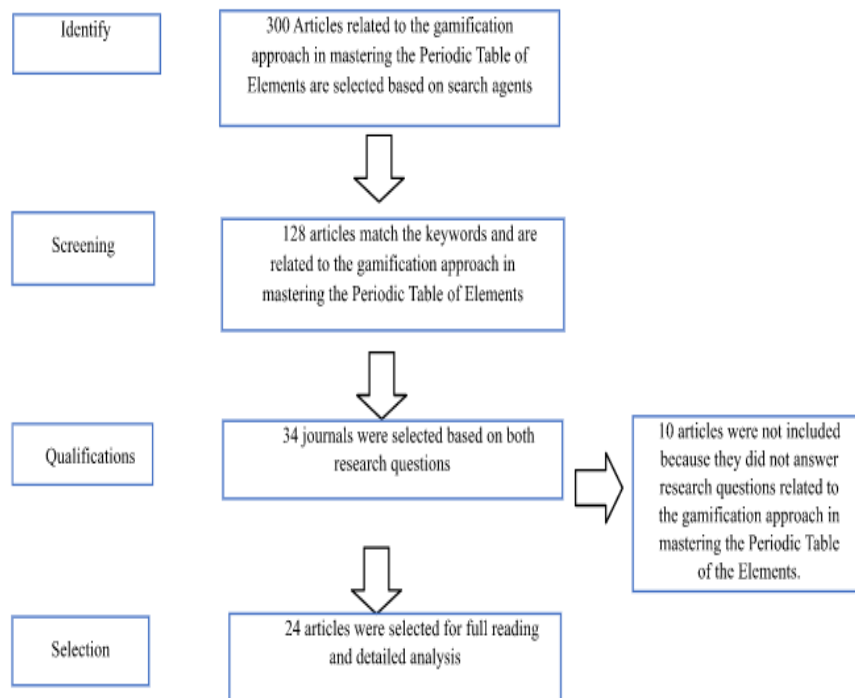 Identify
300 Articles related to the gamification
approach in mastering the Periodic Table of
Elements are selected based on search agents
Screening
128 articles match the keywords and are
related to the gamification approach in
mastering the Periodic Table of Elements
Qualifications
34 journals were selected based on both
research questions
10 articles were not included
because they did not answer
research questions related to
the gamification approach in
mastering the Periodic Table
of the Elements.
Selection
24 articles were selected for full reading
and detailed analysis